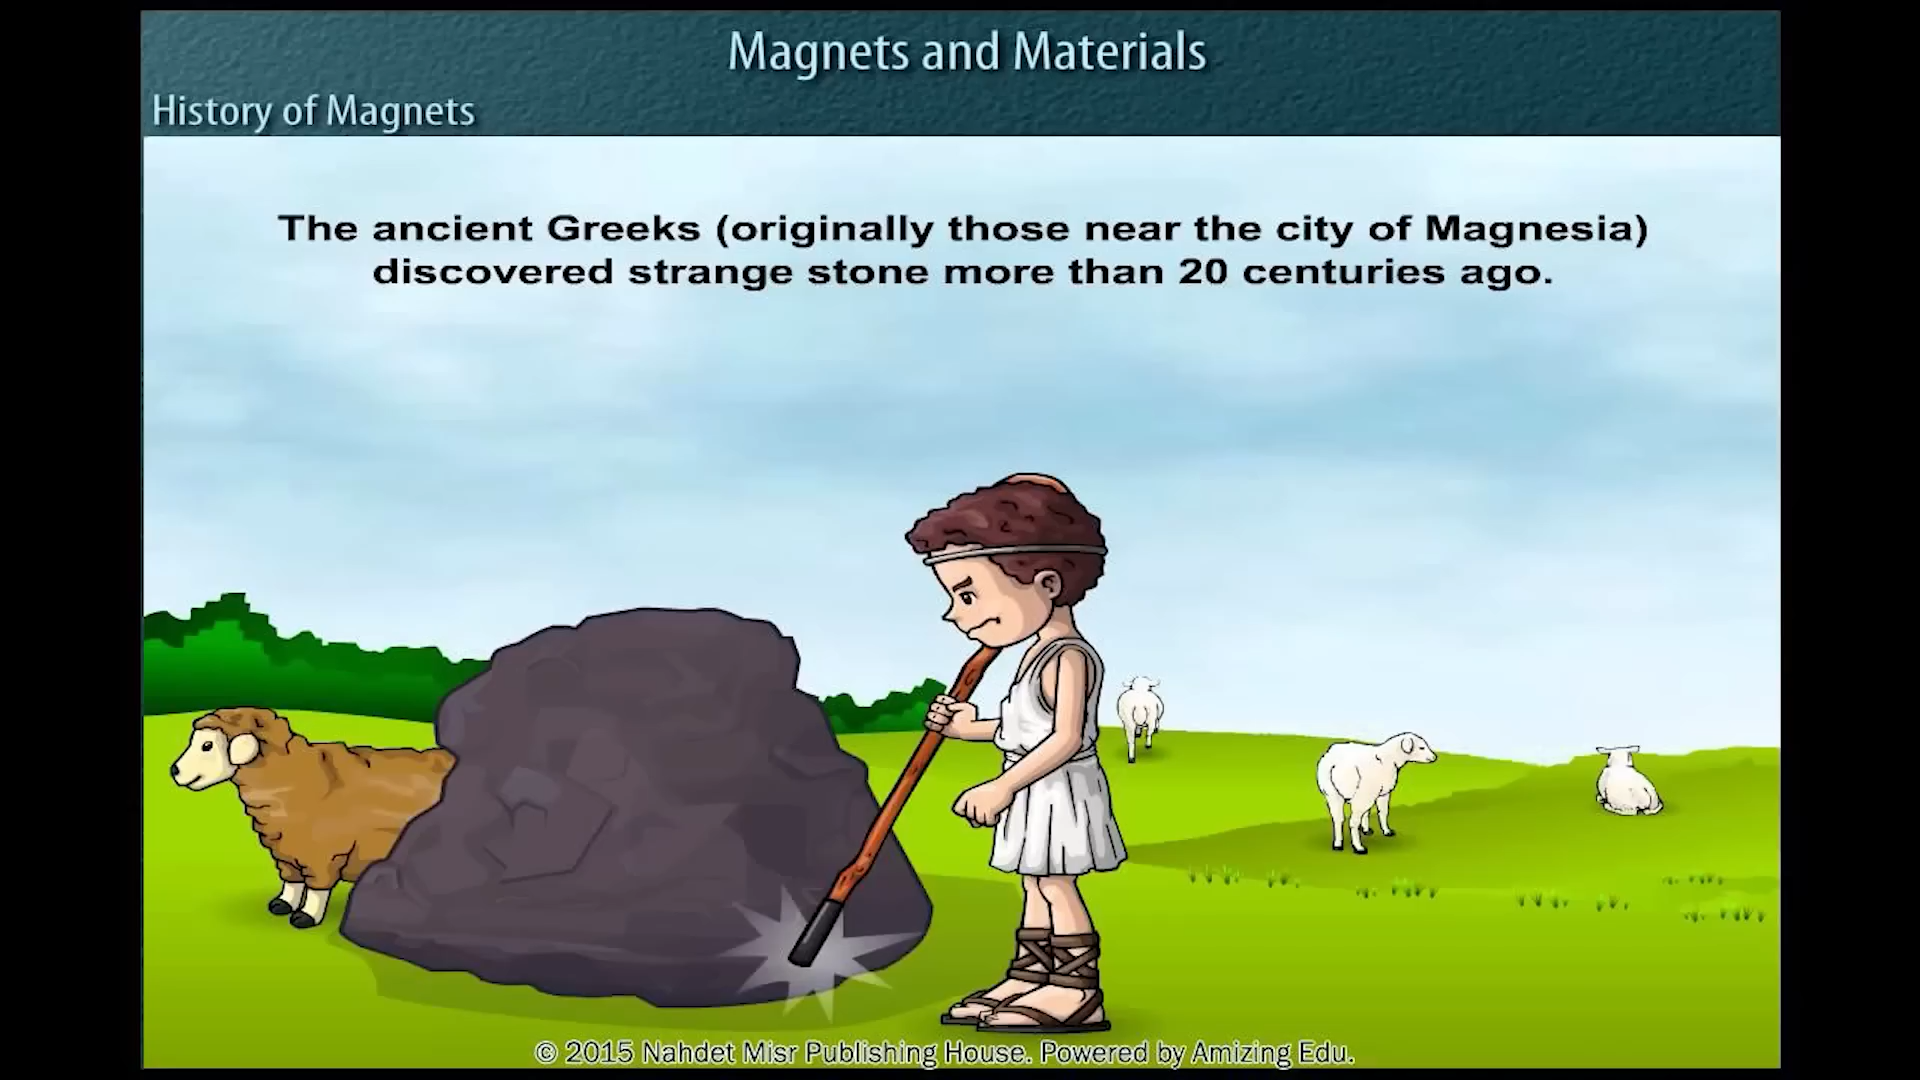 Magnets and Materials
History of Magnets
The ancient Greeks (originally those near the city of Magnesia)
discovered strange stone more than 20 centuries ago.
© 2015 Nahdet Misr Publishing House. Powered by Amizing Edu.